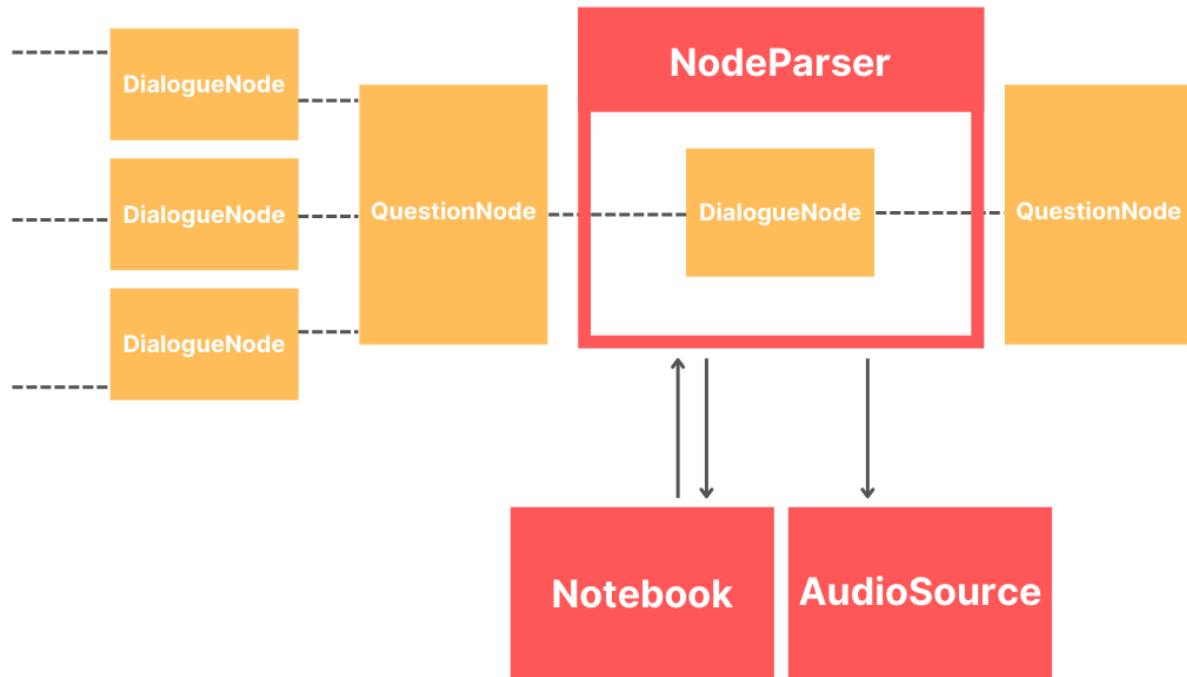 NodeParser
DialogueNode
DialogueNode
DialogueNode
QuestionNode
DialogueNode
QuestionNode
Notebook
AudioSource